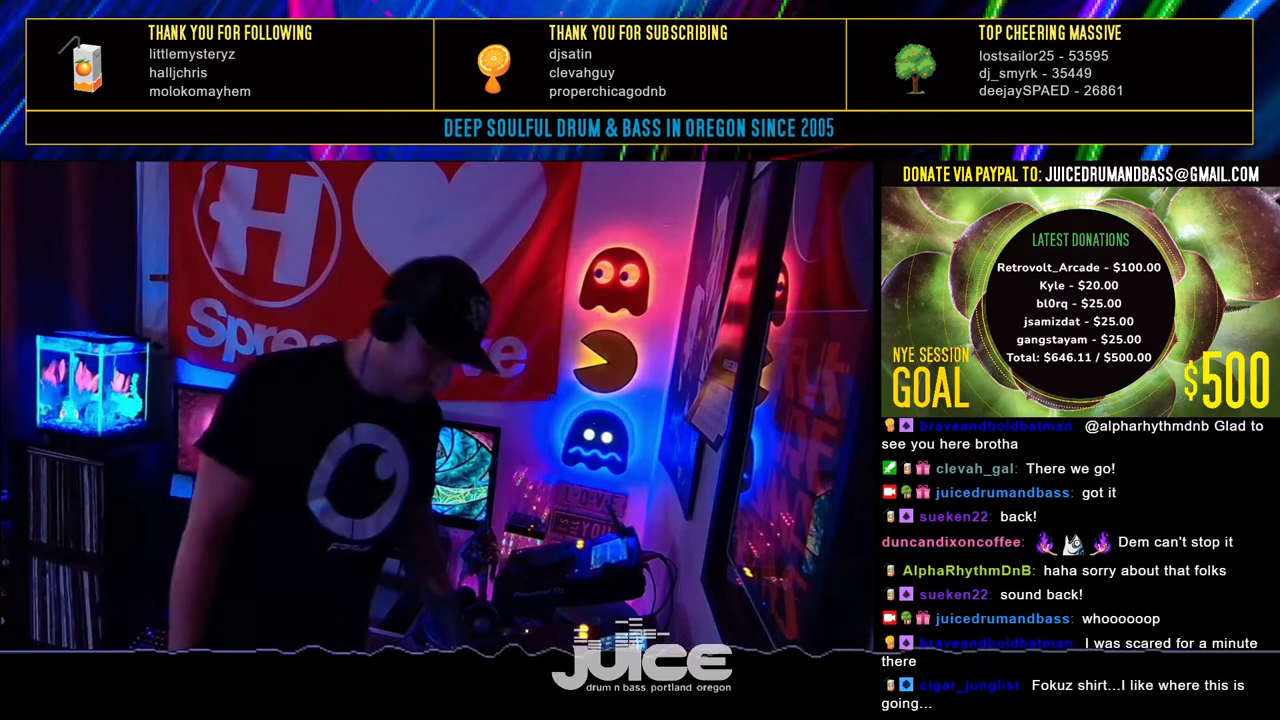 THANK YOU FOR FOLLOWING
littlemysteryz
halljchris
molokomayhem
THANK YOU FOR SUBSCRIBING
djsatin
clevahguy
properchicagodnb
TOP CHEERING MASSIVE
lostsailor25 - 53595
dj_smyrk - 35449
deejaySPAED - 26861
DEEP SOULFUL DRUM & BASS IN OREGON SINCE 2005
DONATE VIA PAYPAL TO: JUICEDRUMANDBASS@GMAIL.COM
LATEST DONATIONS
Retrovolt_Arcade - $100.00
Kyle - $20.00
bl0rq - $25.00
jsamizdat - $25.00
gangstayam - $25.00
Total: $646.11 / $500.00
NYE SESSION
GOAL
$500
H
LOVE
YOU
braveandboldbatman @alpharhythmdnb Glad to
see you here brotha
clevah_gal: There we go!
juicedrumandbass: got it
sueken22: back!
duncandixoncoffee: Dem can't stop it
AlphaRhythmDnB: haha sorry about that folks
sueken22: sound back!
juicedrumandbass: whoooooop
braveandboldbatman I was scared for a minute
there
cigar_junglist: Fokuz shirt...I like where this is
going...
juice
drum n bass portland oregon